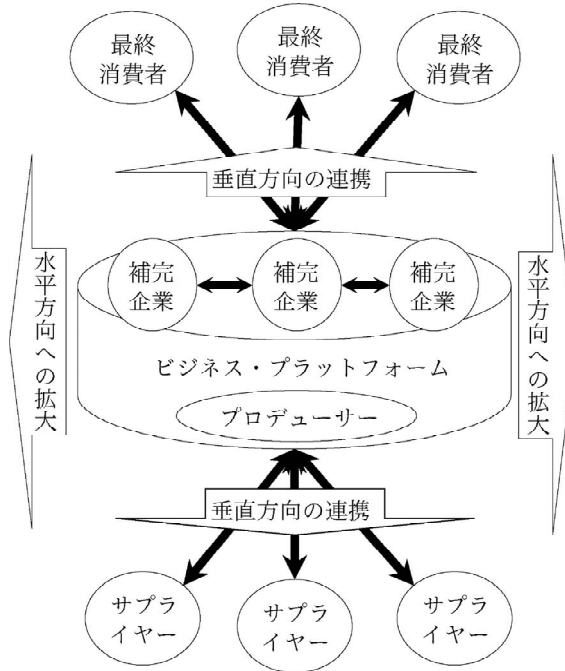 最終
消費者
最終
消費者
最終
消費者
垂直方向の連携
水平方向への拡大
水平方向への拡大
補完
企業
補完
企業
補完
企業
ビジネス・プラットフォーム
プロデューサー
垂直方向の連携
サプラ
イヤー
サプラ
イヤー
サプラ
イヤー